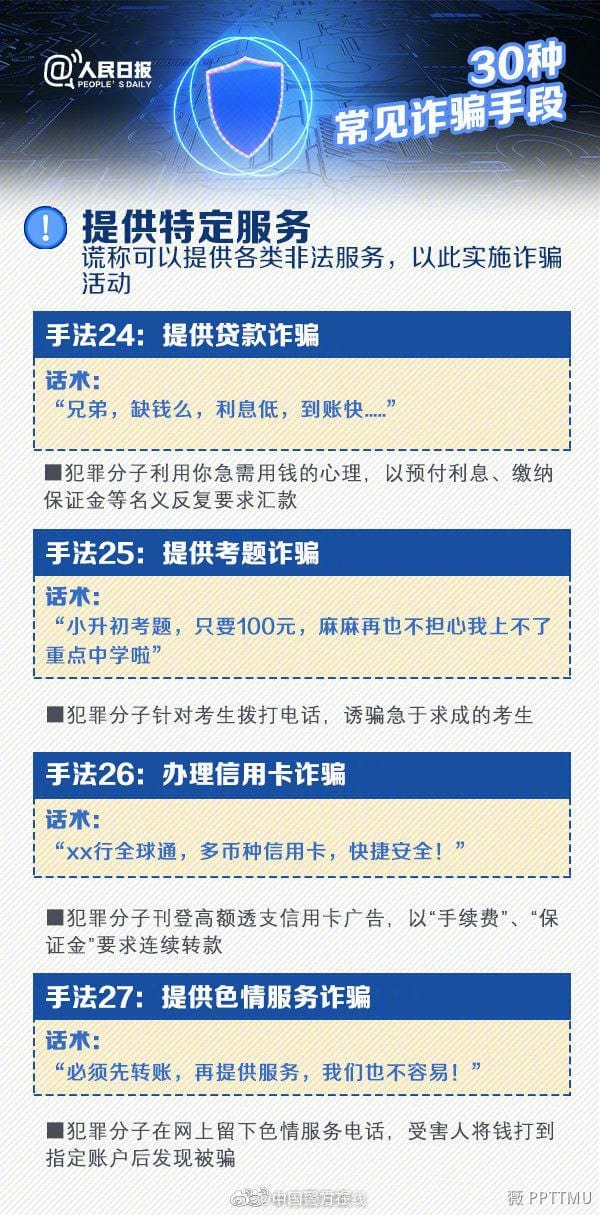 @人民日报
PEOPLE'S DAILY
30种
常见诈骗手段
!
提供特定服务
谎称可以提供各类非法服务，以此实施诈骗
活动
手法24：提供贷款诈骗
话术：
“兄弟，缺钱么，利息低，到账快.....”
■犯罪分子利用你急需用钱的心理，以预付利息、缴纳
保证金等名义反复要求汇款
手法25：提供考题诈骗
话术：
“小升初考题，只要100元，麻麻再也不担心我上不了
重点中学啦”
■犯罪分子针对考生拨打电话，诱骗急于求成的考生
手法26：办理信用卡诈骗
话术：
“xx行全球通，多币种信用卡，快捷安全！”
■犯罪分子刊登高额透支信用卡广告，以“手续费”、“保
证金”要求连续转款
手法27：提供色情服务诈骗
话术：
“必须先转账，再提供服务，我们也不容易！”
■犯罪分子在网上留下色情服务电话，受害人将钱打到
指定账户后发现被骗
中国警方在线
薇 PPTTMU